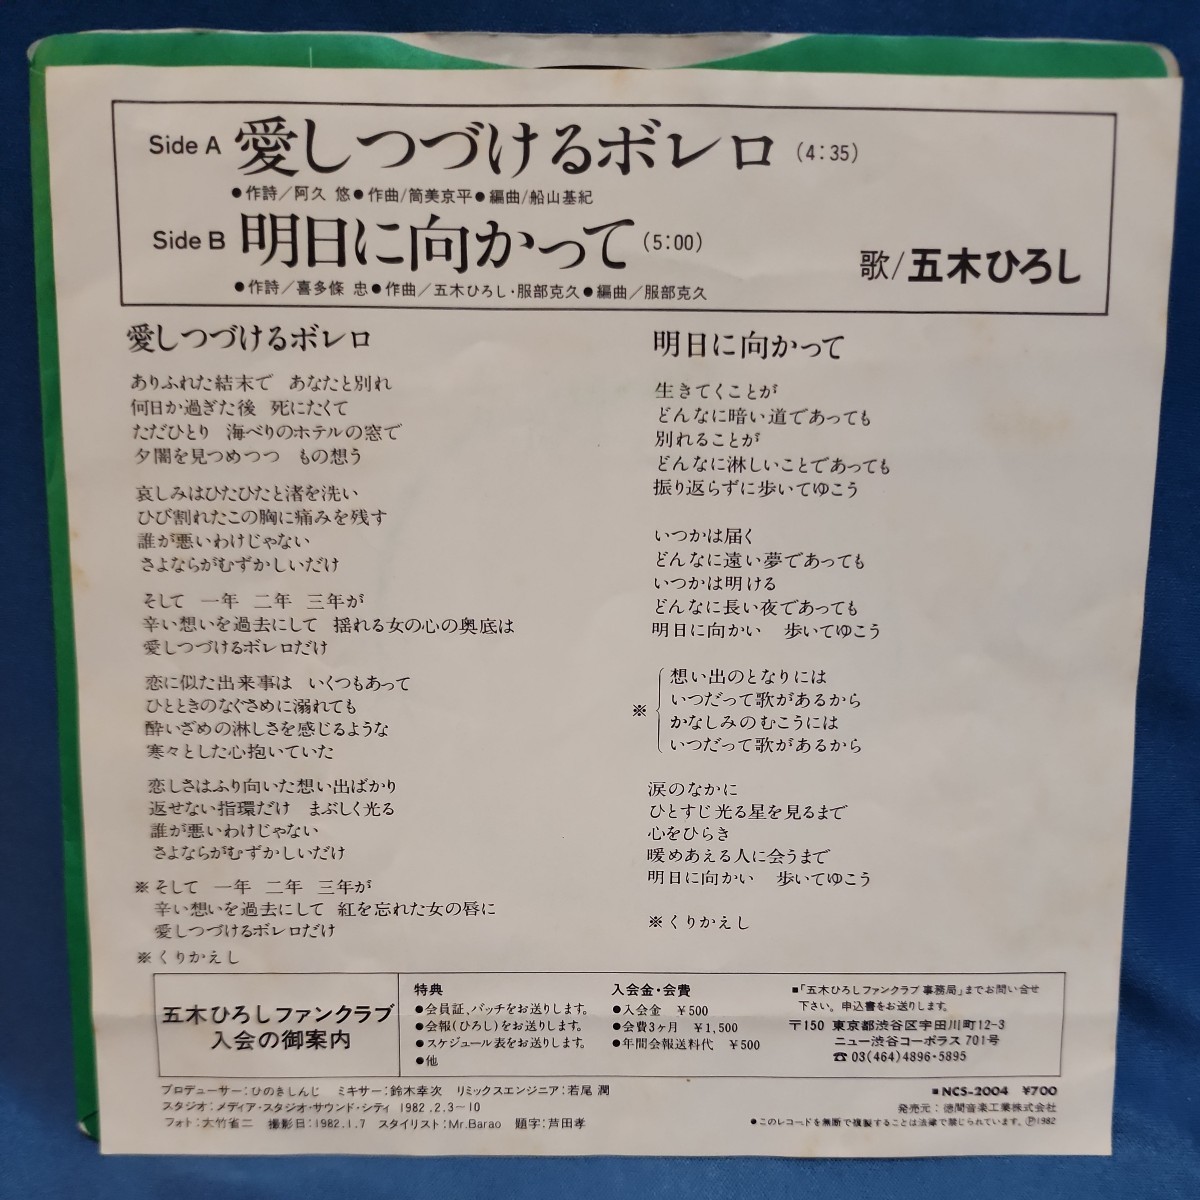 Side A 愛しつづけるボレロ (4:35)
●作詩/阿久 悠●作曲/筒美京平●編曲/船山基紀
Side B 明日に向かって (5:00)
●作詩/喜多條 忠●作曲/五木ひろし・服部克久●編曲/服部克久
歌/五木ひろし
愛しつづけるボレロ
ありふれた結末で あなたと別れ
何日か過ぎた後 死にたくて
ただひとり 海べりのホテルの窓で
夕闇を見つめつつ もの想う
哀しみはひたひたと渚を洗い
ひび割れたこの胸に痛みを残す
誰が悪いわけじゃない
さよならがむずかしいだけ
そして 一年 二年 三年が
辛い想いを過去にして 揺れる女の心の奥底は
愛しつづけるボレロだけ
恋に似た出来事は いくつもあって
ひとときのなぐさめに溺れても
酔いざめの淋しさを感じるような
寒々とした心抱いていた
恋しさはふり向いた想い出ばかり
返せない指環だけ まぶしく光る
誰が悪いわけじゃない
さよならがむずかしいだけ
※そして 一年 二年 三年が
辛い想いを過去にして 紅を忘れた女の唇に
愛しつづけるボレロだけ
※くりかえし
明日に向かって
生きてくことが
どんなに暗い道であっても
別れることが
どんなに淋しいことであっても
振り返らずに歩いてゆこう
いつかは届く
どんなに遠い夢であっても
いつかは明ける
どんなに長い夜であっても
明日に向かい 歩いてゆこう
※ 想い出のとなりには
いつだって歌があるから
かなしみのむこうには
いつだって歌があるから
涙のなかに
ひとすじ光る星を見るまで
心をひらき
暖めあえる人に会うまで
明日に向かい 歩いてゆこう
※くりかえし
五木ひろしファンクラブ
入会の御案内
特典
●会員証、バッチをお送りします。
●会報(ひろし)をお送りします。
●スケジュール表をお送りします。
●他
入会金・会費
●入会金 ¥500
●会費3ヶ月 ¥1,500
●年間会報送料代 ¥500
■「五木ひろしファンクラブ 事務局」までお問い合せ
下さい。申込書をお送りします。
〒150 東京都渋谷区宇田川町12-3
ニュー渋谷コーポラス 701号
☎ 03(464)4896・5895
プロデューサー:ひのきしんじ ミキサー:鈴木幸次 リミックスエンジニア:若尾 潤
スタジオ:メディア・スタジオ・サウンド・シティ 1982.2.3-10
フォト:大竹省二 撮影日:1982.1.7 スタイリスト:Mr.Barao 題字:芦田孝
■NCS-2004 ¥700
発売元:徳間音楽工業株式会社
●このレコードを無断で複製することは法律で禁じられています。Ⓟ1982